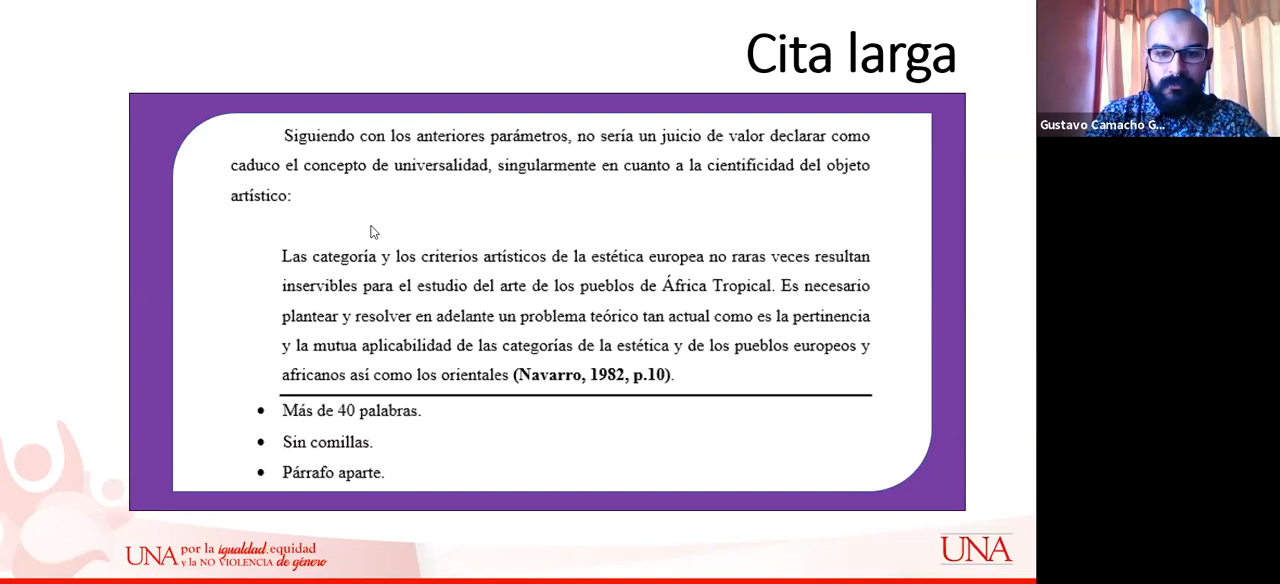 Cita larga
Siguiendo con los anteriores parámetros, no sería un juicio de valor declarar como
caduco el concepto de universalidad, singularmente en cuanto a la cientificidad del objeto
artístico:
Las categoría y los criterios artísticos de la estética europea no raras veces resultan
inservibles para el estudio del arte de los pueblos de África Tropical. Es necesario
plantear y resolver en adelante un problema teórico tan actual como es la pertinencia
y la mutua aplicabilidad de las categorías de la estética y de los pueblos europeos y
africanos así como los orientales (Navarro, 1982, p.10).
• Más de 40 palabras.
• Sin comillas.
• Párrafo aparte.
UNA por la igualdad, equidad
y la NO VIOLENCIA de género
UNA
Gustavo Camacho G...